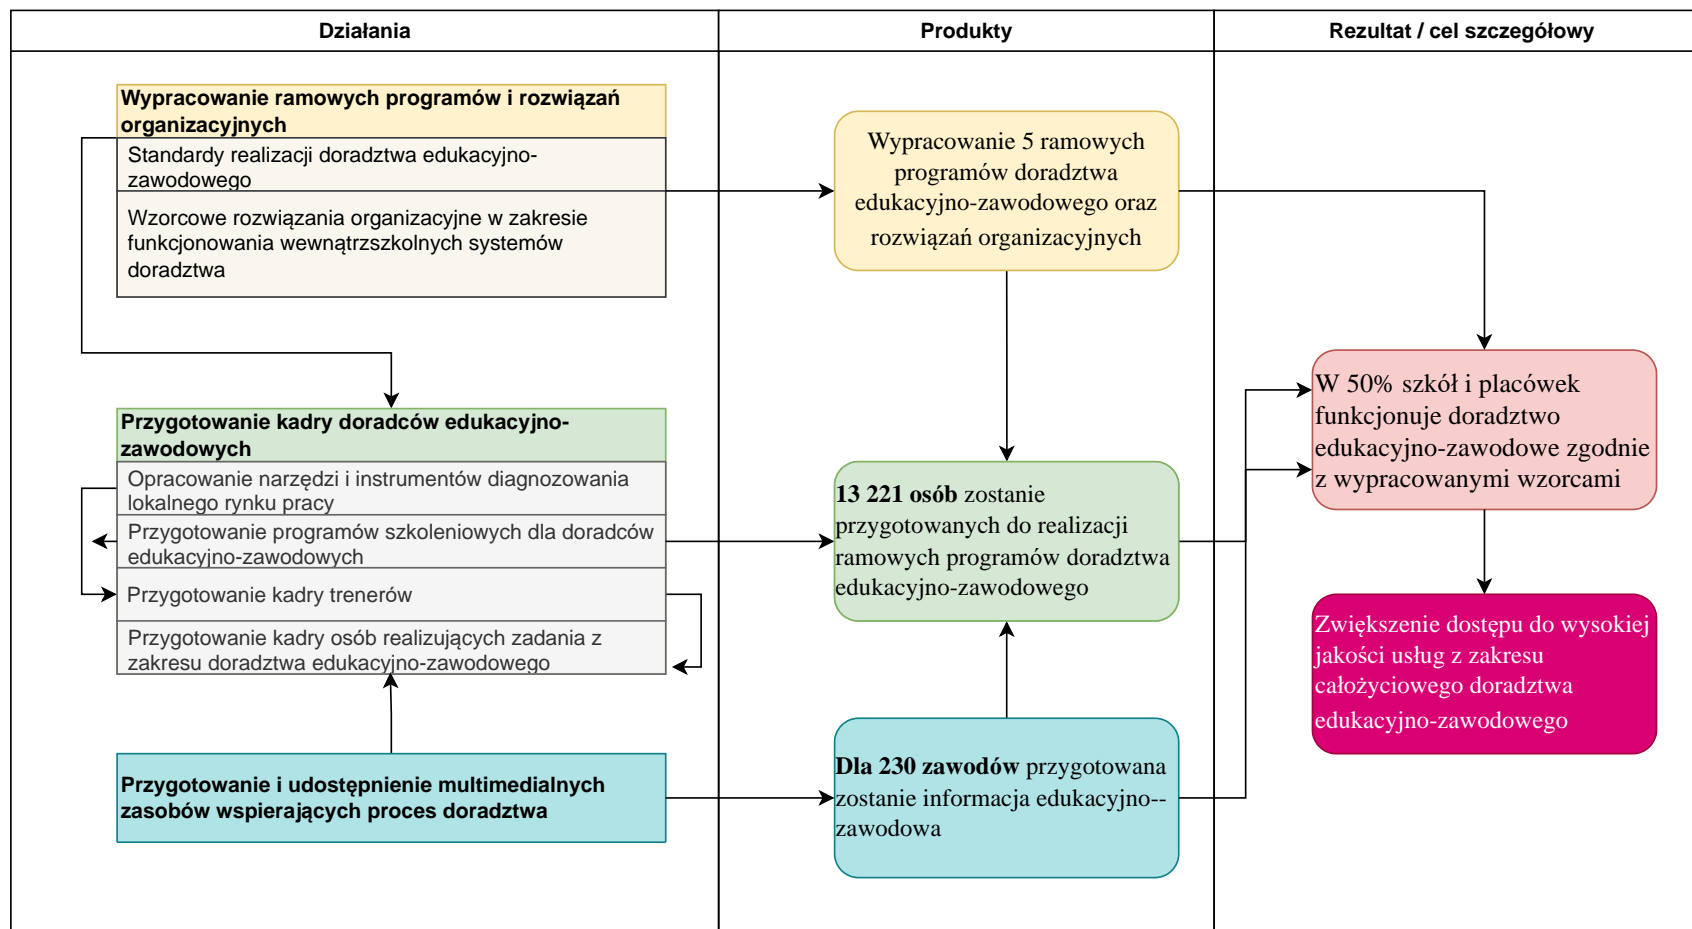 Działania
Produkty
Rezultat / cel szczegółowy
Wypracowanie ramowych programów i rozwiązań
organizacyjnych
Standardy realizacji doradztwa edukacyjno-
zawodowego
Wzorcowe rozwiązania organizacyjne w zakresie
funkcjonowania wewnątrzszkolnych systemów
doradztwa
Przygotowanie kadry doradców edukacyjno-
zawodowych
Opracowanie narzędzi i instrumentów diagnozowania
lokalnego rynku pracy
Przygotowanie programów szkoleniowych dla doradców
edukacyjno-zawodowych
Przygotowanie kadry trenerów
Przygotowanie kadry osób realizujących zadania z
zakresu doradztwa edukacyjno-zawodowego
Przygotowanie i udostępnienie multimedialnych
zasobów wspierających proces doradztwa
Wypracowanie 5 ramowych
programów doradztwa
edukacyjno-zawodowego oraz
rozwiązań organizacyjnych
13 221 osób zostanie
przygotowanych do realizacji
ramowych programów doradztwa
edukacyjno-zawodowego
Dla 230 zawodów przygotowana
zostanie informacja edukacyjno--
zawodowa
W 50% szkół i placówek
funkcjonuje doradztwo
edukacyjno-zawodowe zgodnie
z wypracowanymi wzorcami
Zwiększenie dostępu do wysokiej
jakości usług z zakresu
całożyciowego doradztwa
edukacyjno-zawodowego